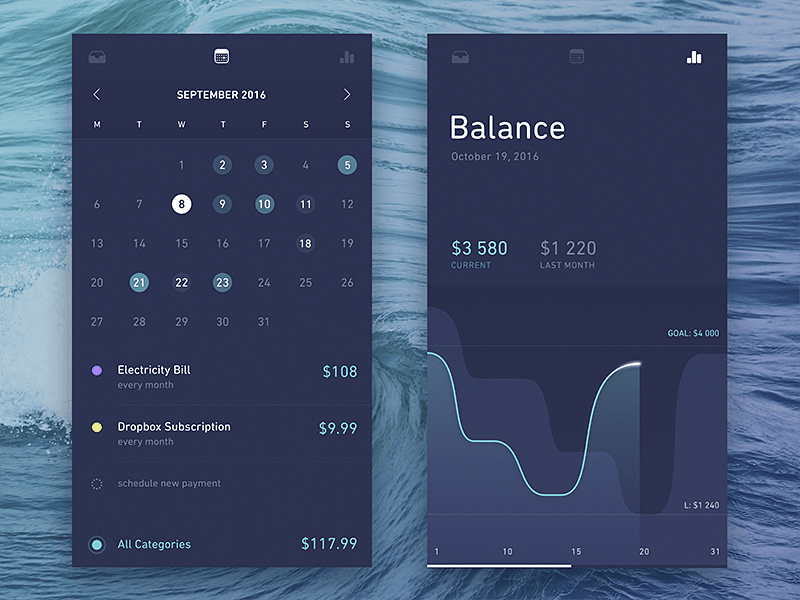 SEPTEMBER 2016
M T W T F S S
1 2 3 4 5
6 7 8 9 10 11 12
13 14 15 16 17 18 19
20 21 22 23 24 25 26
27 28 29 30 31
Electricity Bill $108
every month
Dropbox Subscription $9.99
every month
schedule new payment
All Categories $117.99
Balance
October 19, 2016
$3 580 $1 220
CURRENT LAST MONTH
GOAL: $4 000
L: $1 240
1 10 15 20 31